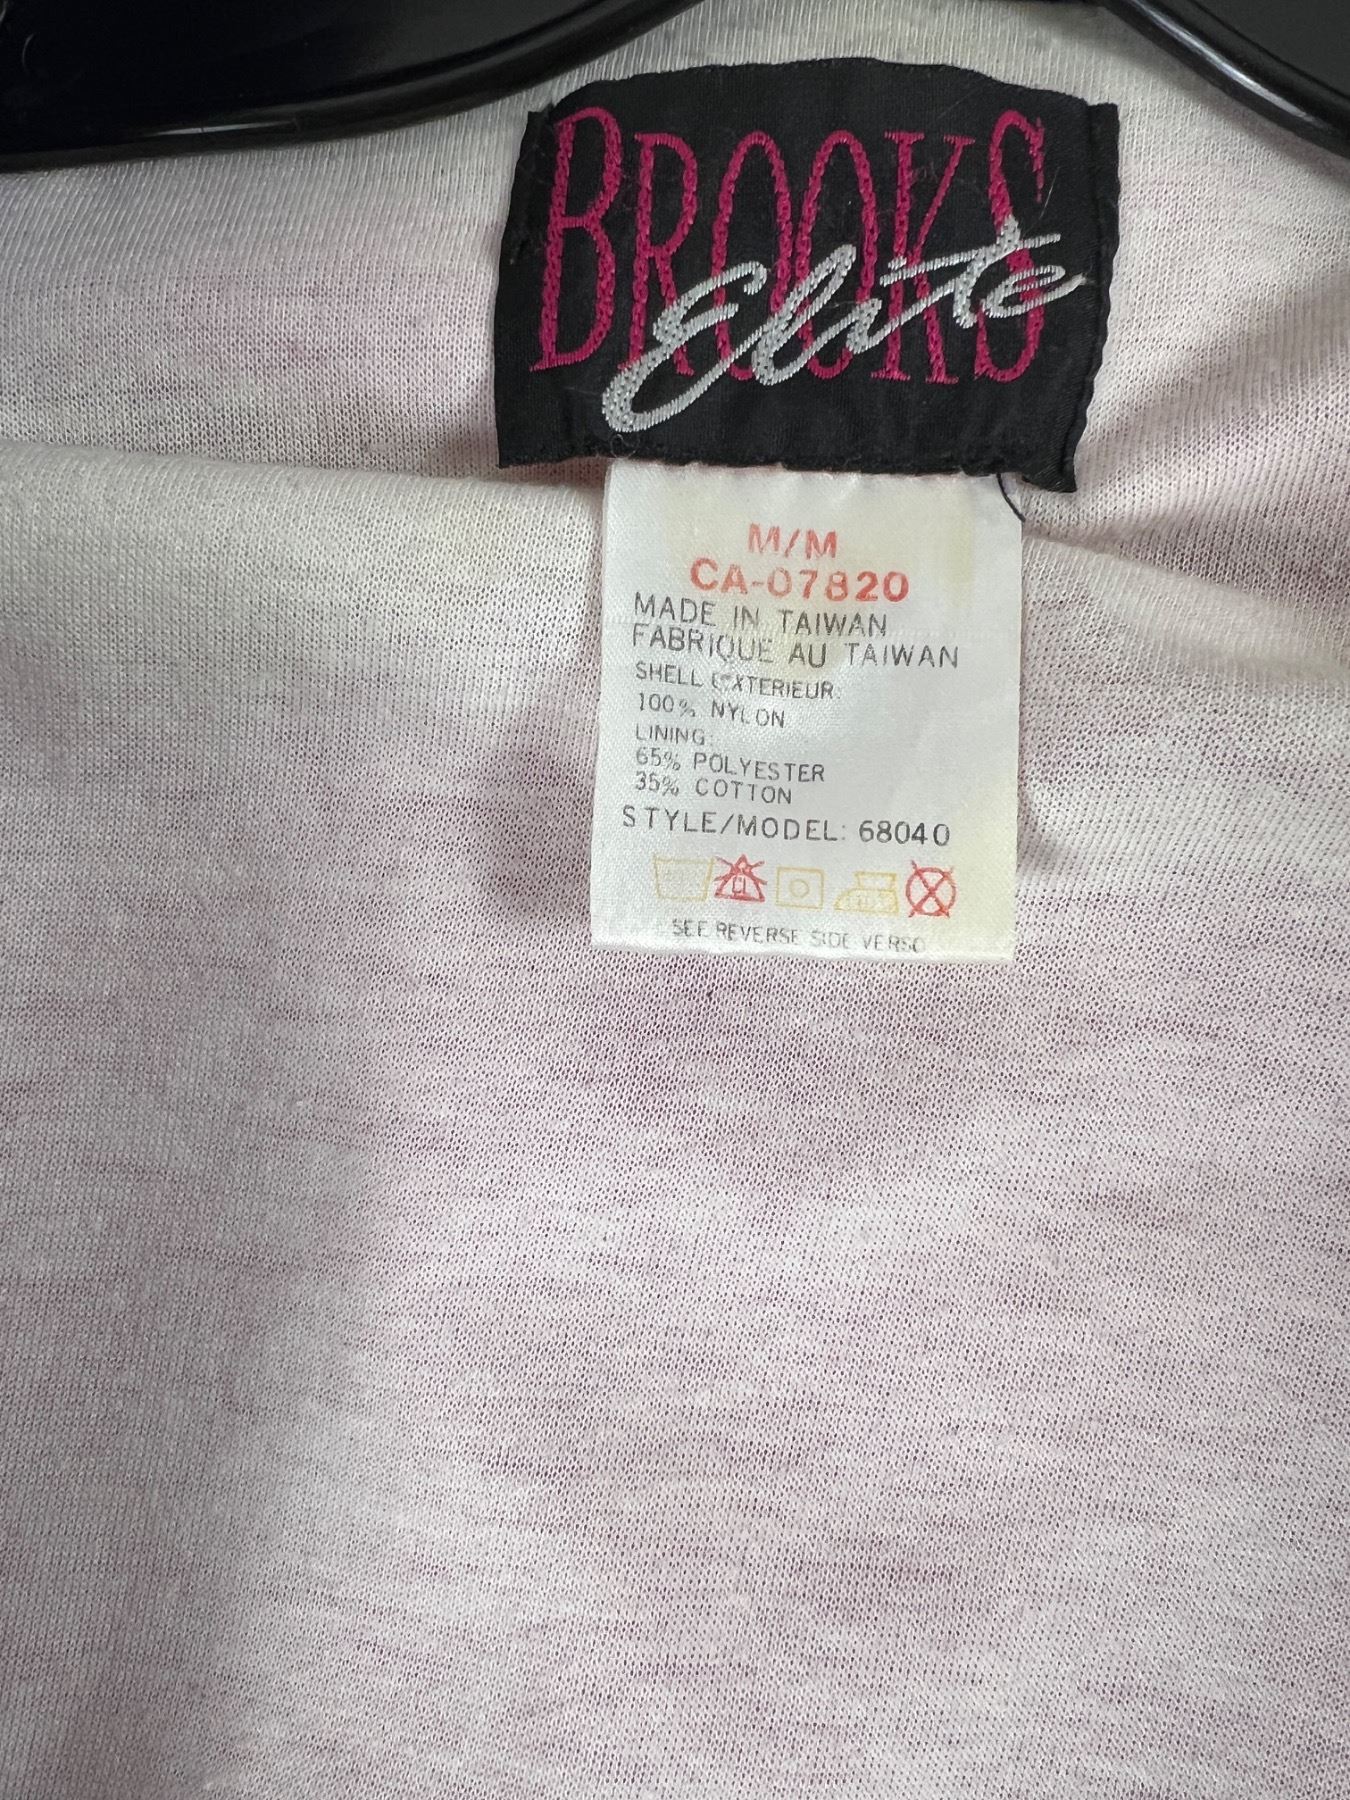 BROOKS
Elite
M/M
CA-07820
MADE IN TAIWAN
FABRIQUE AU TAIWAN
SHELL EXTERIEUR:
100% NYLON
LINING:
65% POLYESTER
35% COTTON
STYLE/MODEL: 68040
SEE REVERSE SIDE VERSO